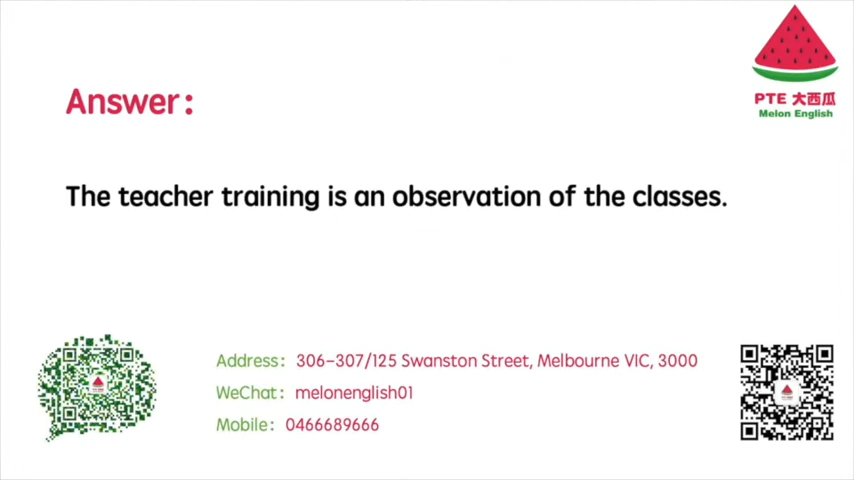 PTE 大西瓜
Melon English
Answer:
The teacher training is an observation of the classes.
Address: 306-307/125 Swanston Street, Melbourne VIC, 3000
WeChat: melonenglish01
Mobile: 0466689666